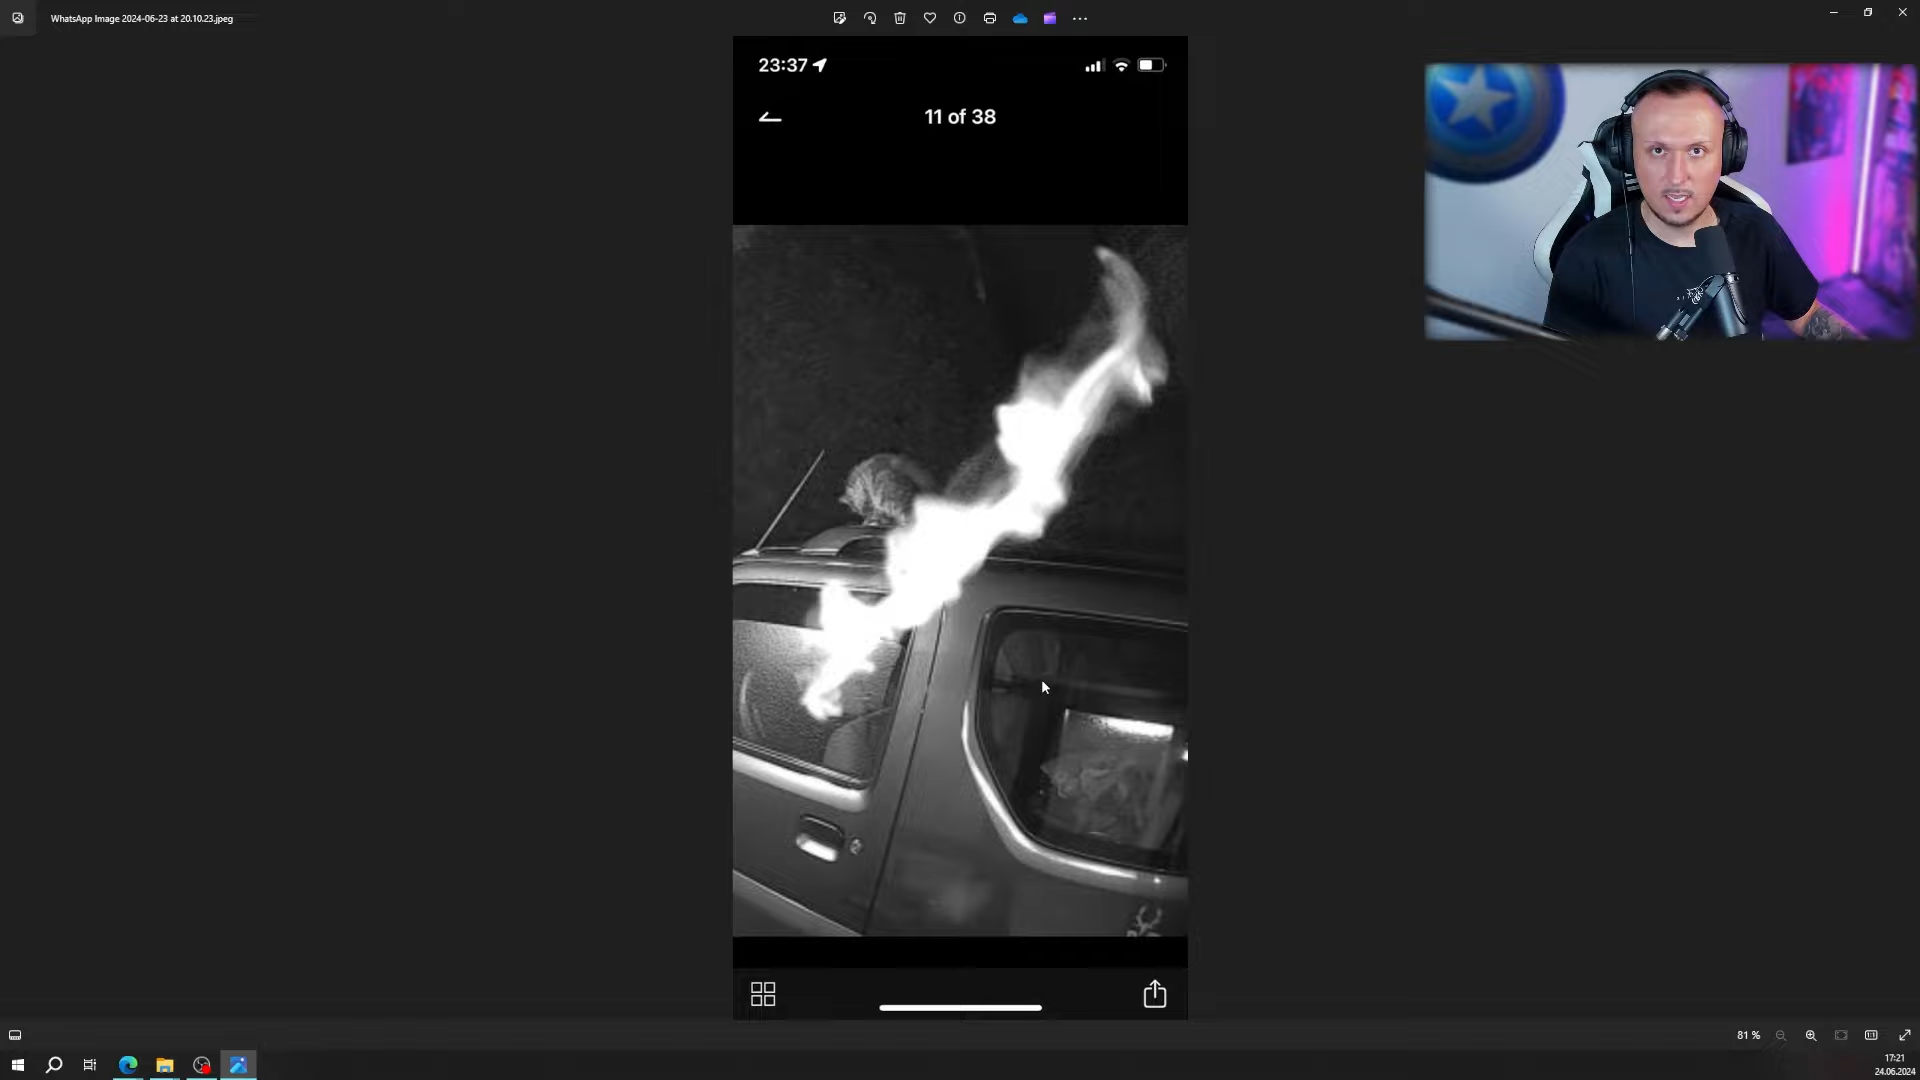 WhatsApp Image 2024-06-23 at 20.10.23.jpeg
23:37
11 of 38
81 %
17:21
24.06.2024